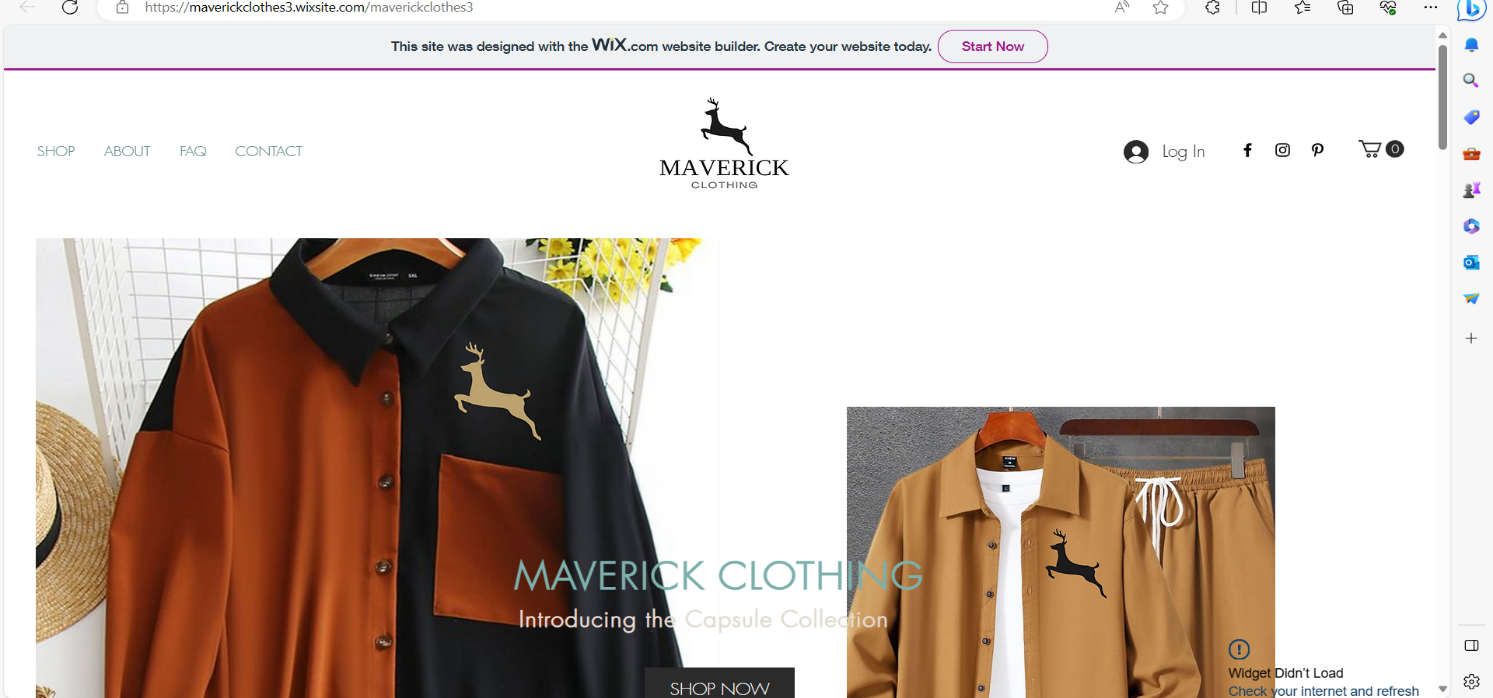 https://maverickclothes3.wixsite.com/maverickclothes3
This site was designed with the WiX.com website builder. Create your website today. Start Now
SHOP ABOUT FAQ CONTACT
MAVERICK
CLOTHING
Log In
0
XXL
MAVERICK CLOTHING
Introducing the Capsule Collection
SHOP NOW
Widget Didn't Load
Check your internet and refresh